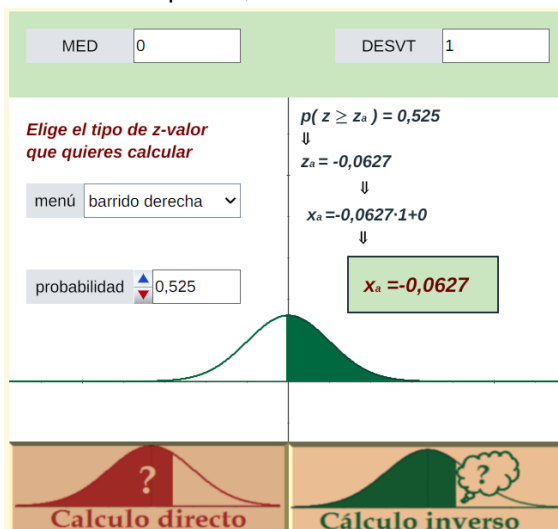 MED 0 DESVT 1
Elige el tipo de z-valor
que quieres calcular
menú barrido derecha
probabilidad 0,525
p( z ≥ zₐ ) = 0,525
⇓
zₐ = -0,0627
⇓
xₐ =-0,0627·1+0
⇓
xₐ =-0,0627
?
Calculo directo
?
Cálculo inverso